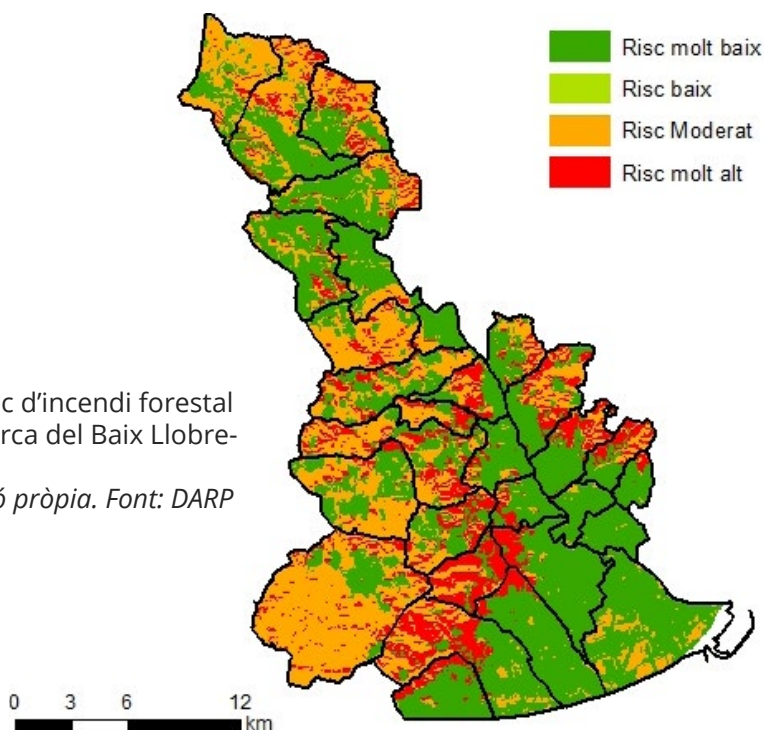 Risc molt baix
Risc baix
Risc Moderat
Risc molt alt
c d'incendi forestal
rca del Baix Llobre-
ó pròpia. Font: DARP
0 3 6 12
km